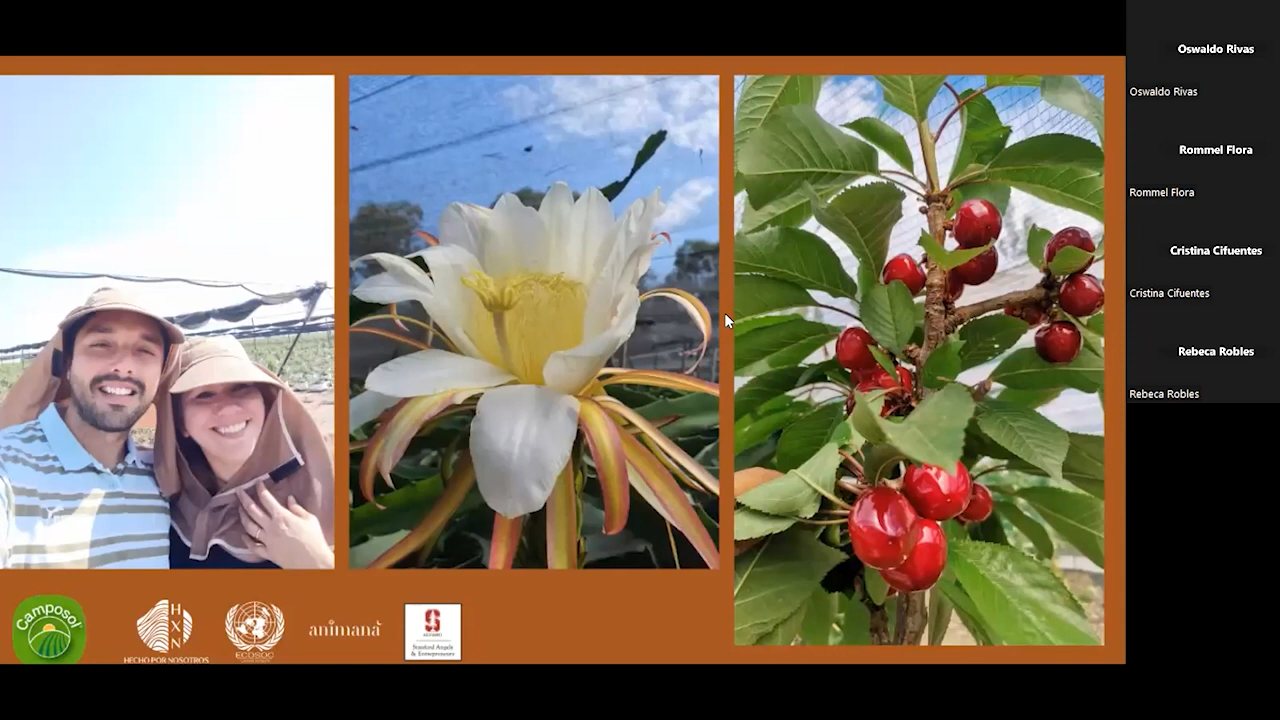 Oswaldo Rivas
Oswaldo Rivas
Rommel Flora
Rommel Flora
Cristina Cifuentes
Cristina Cifuentes
Rebeca Robles
Rebeca Robles
Camposol
HXN
HECHO POR NOSOTROS
ECOSOC
animaná
S
Stanford Angels
& Entrepreneurs